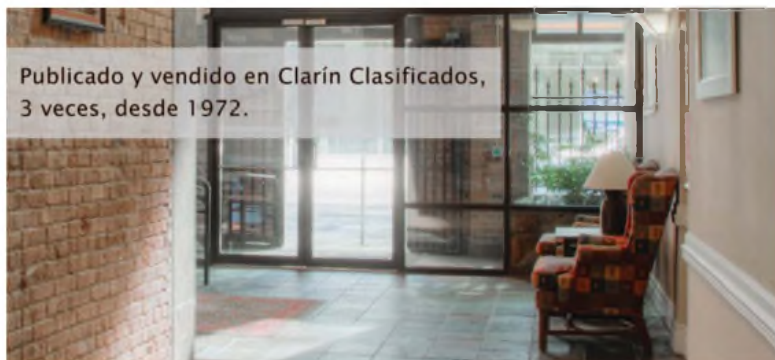 Publicado y vendido en Clarín Clasificados,
3 veces, desde 1972.